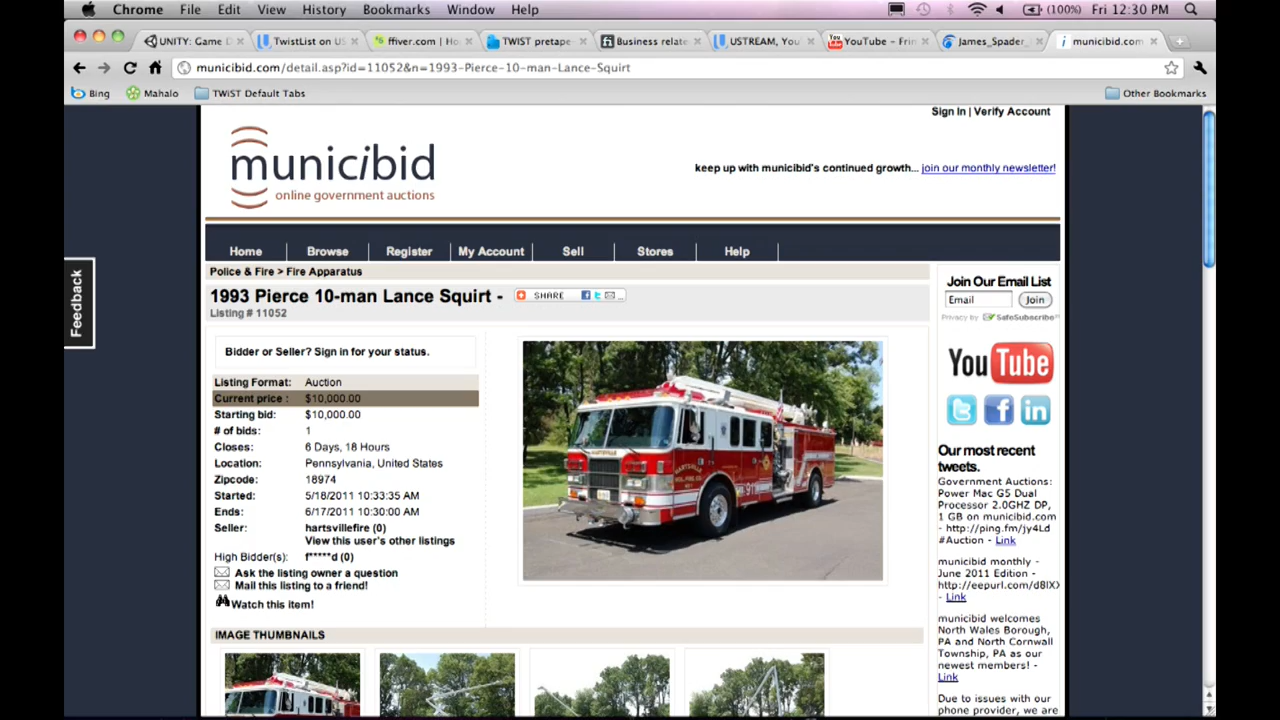 Chrome File Edit View History Bookmarks Window Help (100%) Fri 12:30 PM
UNITY: Game D TwistList on US ffiver.com | Ho TWIST pretape Business relate USTREAM, You YouTube – Frin James_Spader_ municibid.com
municibid.com/detail.asp?id=11052&n=1993-Pierce-10-man-Lance-Squirt
Bing Mahalo TWiST Default Tabs Other Bookmarks
Sign In | Verify Account
municibid
online government auctions
keep up with municibid's continued growth... join our monthly newsletter!
Home Browse Register My Account Sell Stores Help
Feedback
Police & Fire > Fire Apparatus
1993 Pierce 10-man Lance Squirt - SHARE ...
Listing # 11052
Bidder or Seller? Sign in for your status.
Listing Format: Auction
Current price : $10,000.00
Starting bid: $10,000.00
# of bids: 1
Closes: 6 Days, 18 Hours
Location: Pennsylvania, United States
Zipcode: 18974
Started: 5/18/2011 10:33:35 AM
Ends: 6/17/2011 10:30:00 AM
Seller: hartsvillefire (0)
View this user's other listings
High Bidder(s): f*****d (0)
Ask the listing owner a question
Mail this listing to a friend!
Watch this item!
IMAGE THUMBNAILS
HARTSVILLE
91
Join Our Email List
Email Join
Privacy by SafeSubscribe
YouTube
Our most recent
tweets.
Government Auctions:
Power Mac G5 Dual
Processor 2.0GHZ DP,
1 GB on municibid.com
- http://ping.fm/jy4Ld
#Auction - Link
municibid monthly -
June 2011 Edition -
http://eepurl.com/d8lX
- Link
municibid welcomes
North Wales Borough,
PA and North Cornwall
Township, PA as our
newest members! -
Link
Due to issues with our
phone provider, we are